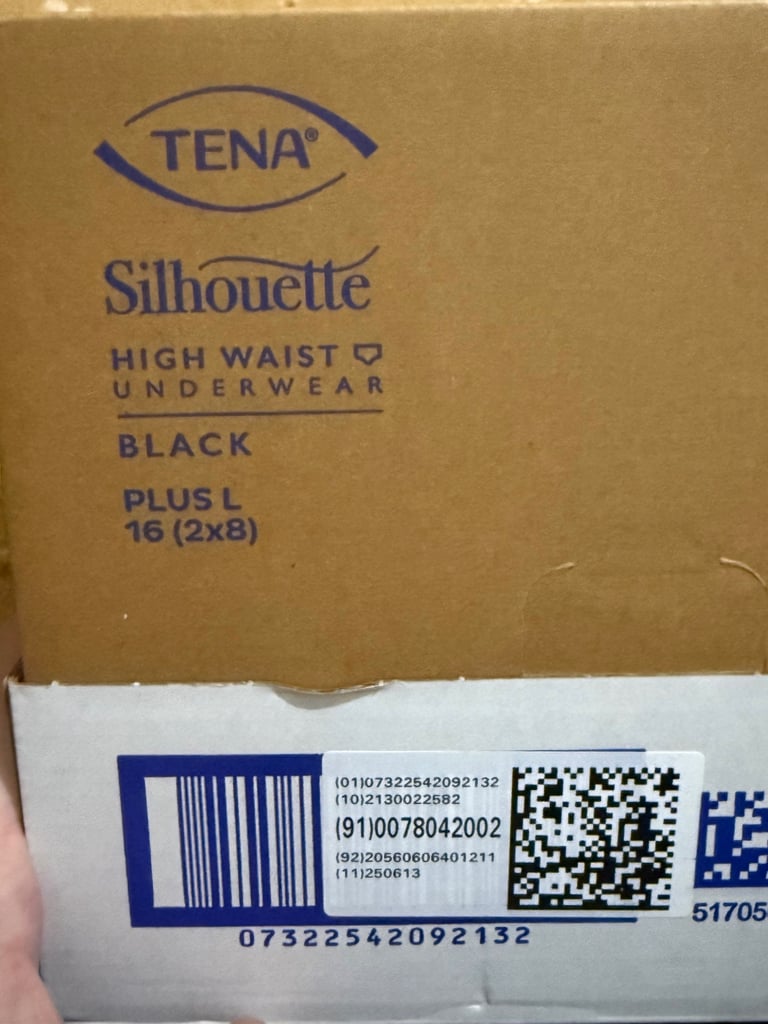 TENA®
Silhouette
HIGH WAIST
UNDERWEAR
BLACK
PLUS L
16 (2x8)
(01)07322542092132
(10)2130022582
(91)0078042002
(92)20560606401211
(11)250613
51705
07322542092132